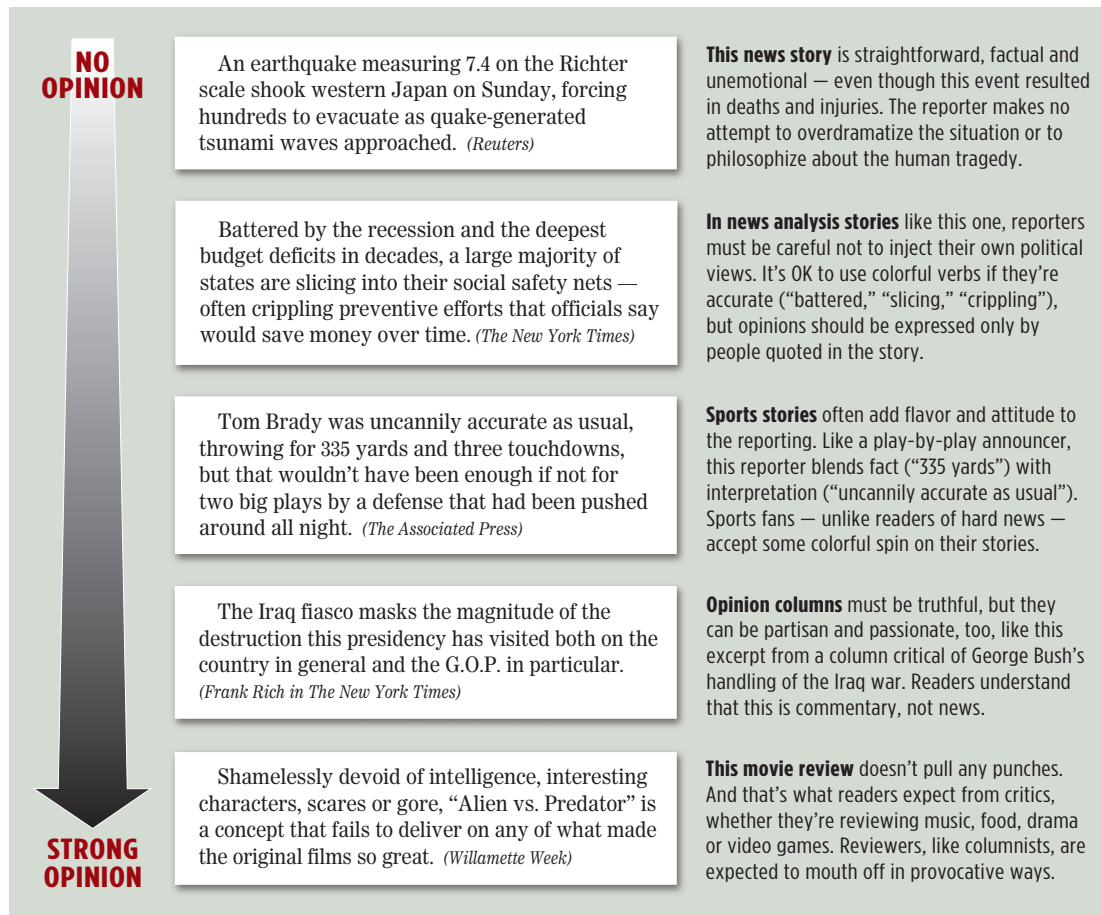 NO
OPINION
An earthquake measuring 7.4 on the Richter
scale shook western Japan on Sunday, forcing
hundreds to evacuate as quake-generated
tsunami waves approached. (Reuters)
This news story is straightforward, factual and
unemotional — even though this event resulted
in deaths and injuries. The reporter makes no
attempt to overdramatize the situation or to
philosophize about the human tragedy.
Battered by the recession and the deepest
budget deficits in decades, a large majority of
states are slicing into their social safety nets —
often crippling preventive efforts that officials say
would save money over time. (The New York Times)
In news analysis stories like this one, reporters
must be careful not to inject their own political
views. It’s OK to use colorful verbs if they’re
accurate (“battered,” “slicing,” “crippling”),
but opinions should be expressed only by
people quoted in the story.
Tom Brady was uncannily accurate as usual,
throwing for 335 yards and three touchdowns,
but that wouldn’t have been enough if not for
two big plays by a defense that had been pushed
around all night. (The Associated Press)
Sports stories often add flavor and attitude to
the reporting. Like a play-by-play announcer,
this reporter blends fact (“335 yards”) with
interpretation (“uncannily accurate as usual”).
Sports fans — unlike readers of hard news —
accept some colorful spin on their stories.
The Iraq fiasco masks the magnitude of the
destruction this presidency has visited both on the
country in general and the G.O.P. in particular.
(Frank Rich in The New York Times)
Opinion columns must be truthful, but they
can be partisan and passionate, too, like this
excerpt from a column critical of George Bush’s
handling of the Iraq war. Readers understand
that this is commentary, not news.
Shamelessly devoid of intelligence, interesting
characters, scares or gore, “Alien vs. Predator” is
a concept that fails to deliver on any of what made
the original films so great. (Willamette Week)
This movie review doesn’t pull any punches.
And that’s what readers expect from critics,
whether they’re reviewing music, food, drama
or video games. Reviewers, like columnists, are
expected to mouth off in provocative ways.
STRONG
OPINION